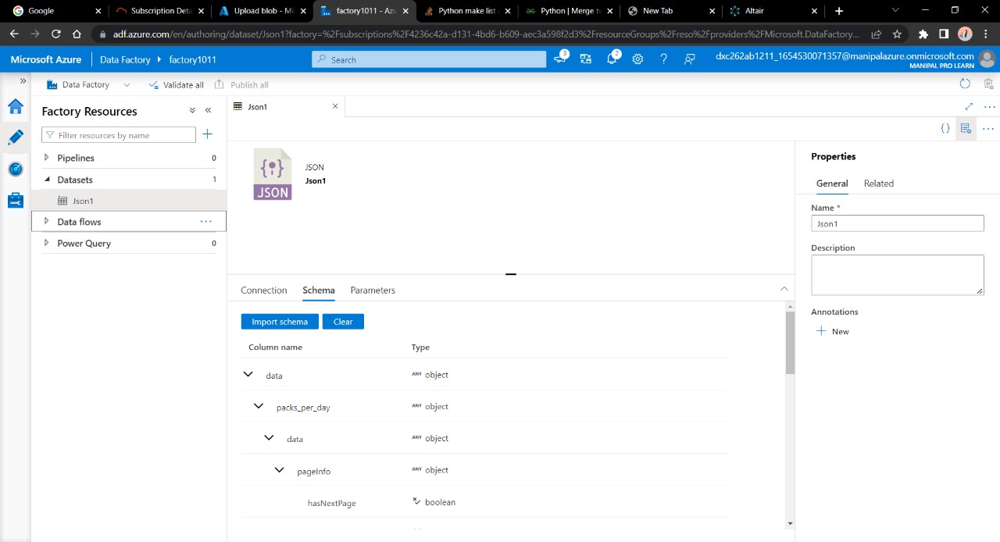 Google
Subscription Deta
Upload blob - Mi
factory1011 - Azu
Python make list
Python | Merge tw
New Tab
Altair
adf.azure.com/en/authoring/dataset/Json1?factory=%2Fsubscriptions%2F4236c42a-d131-4bd6-b609-aec3a598f2d3%2FresourceGroups%2Freso%2Fproviders%2FMicrosoft.DataFactory...
Microsoft Azure
Data Factory
factory1011
Search
3
2
dxc262ab1211_1654530071357@manipalazure.onmicrosoft.com
MANIPAL PRO LEARN
Data Factory
Validate all
Publish all
Factory Resources
Filter resources by name
Pipelines 0
Datasets 1
Json1
Data flows
Power Query 0
Json1
JSON
JSON
Json1
Connection
Schema
Parameters
Import schema
Clear
Column name Type
data ANY object
packs_per_day ANY object
data ANY object
pageInfo ANY object
hasNextPage boolean
Properties
General
Related
Name *
Json1
Description
Annotations
New